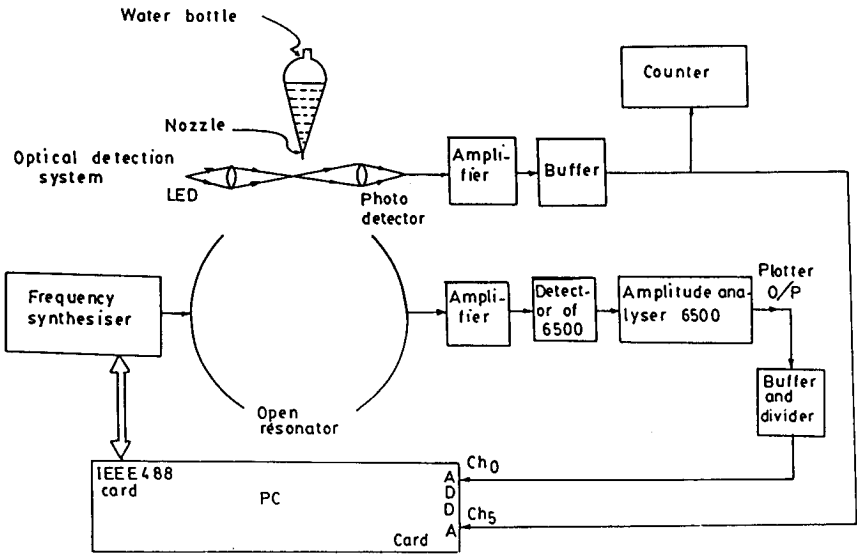 Water bottle
Nozzle
Optical detection
system
LED
Photo
detector
Ampli-
fier
Buffer
Counter
Frequency
synthesiser
Open
résonator
Ampli-
fier
Detect-
or of
6500
Amplitude ana-
lyser 6500
Plotter
O/P
Buffer
and
divider
IEEE488
card
PC
Ch0
A
D
D
A
Ch5
Card